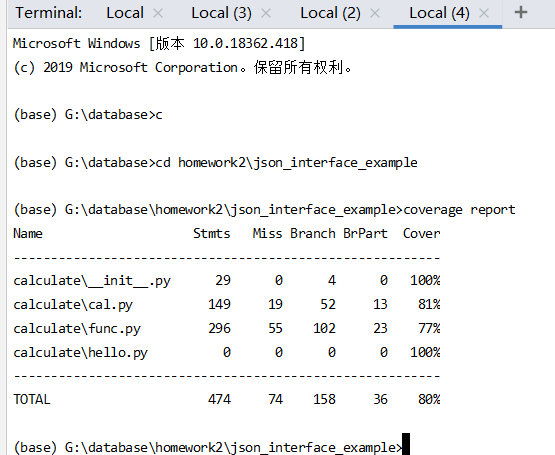 Terminal: Local × Local (3) × Local (2) × Local (4) × +
Microsoft Windows [版本 10.0.18362.418]
(c) 2019 Microsoft Corporation。保留所有权利。
(base) G:\database>c
(base) G:\database>cd homework2\json_interface_example
(base) G:\database\homework2\json_interface_example>coverage report
Name                    Stmts   Miss Branch BrPart  Cover
---------------------------------------------------------
calculate\__init__.py      29      0      4      0   100%
calculate\cal.py          149     19     52     13    81%
calculate\func.py         296     55    102     23    77%
calculate\hello.py          0      0      0      0   100%
---------------------------------------------------------
TOTAL                     474     74    158     36    80%
(base) G:\database\homework2\json_interface_example>